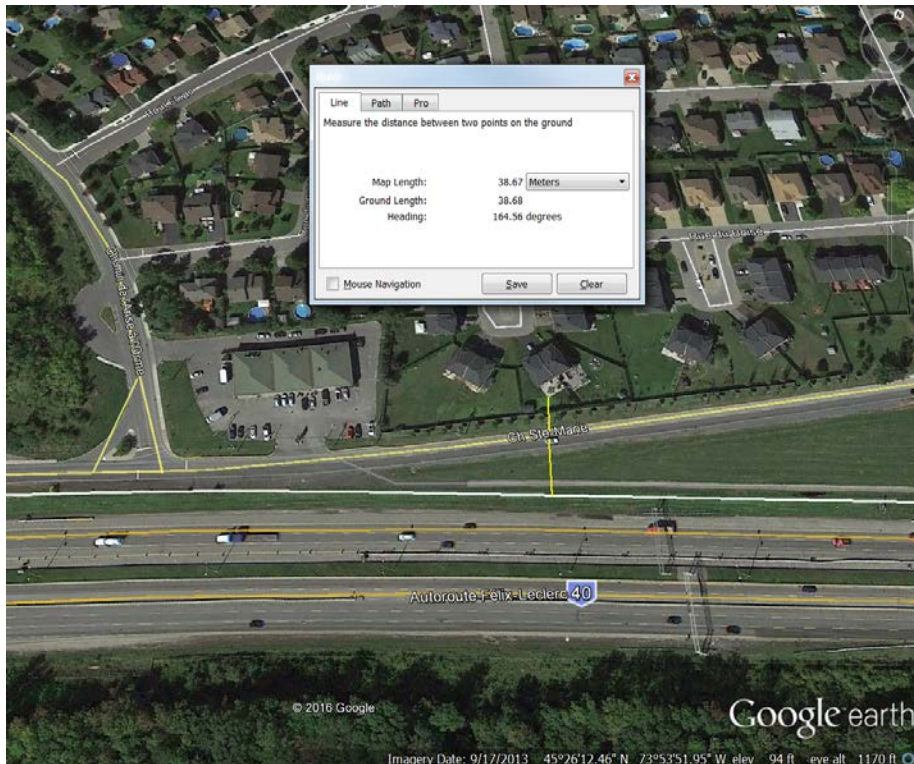 Line Path Pro
Measure the distance between two points on the ground
Map Length: 38.67 Meters
Ground Length: 38.68
Heading: 164.56 degrees
Mouse Navigation Save Clear
Ch Ste Marie
Autoroute-Félix-Leclerc 40
© 2016 Google
Google earth
Imagery Date: 9/17/2013 45°26'12.46" N 73°53'51.95" W elev 94 ft eye alt 1170 ft